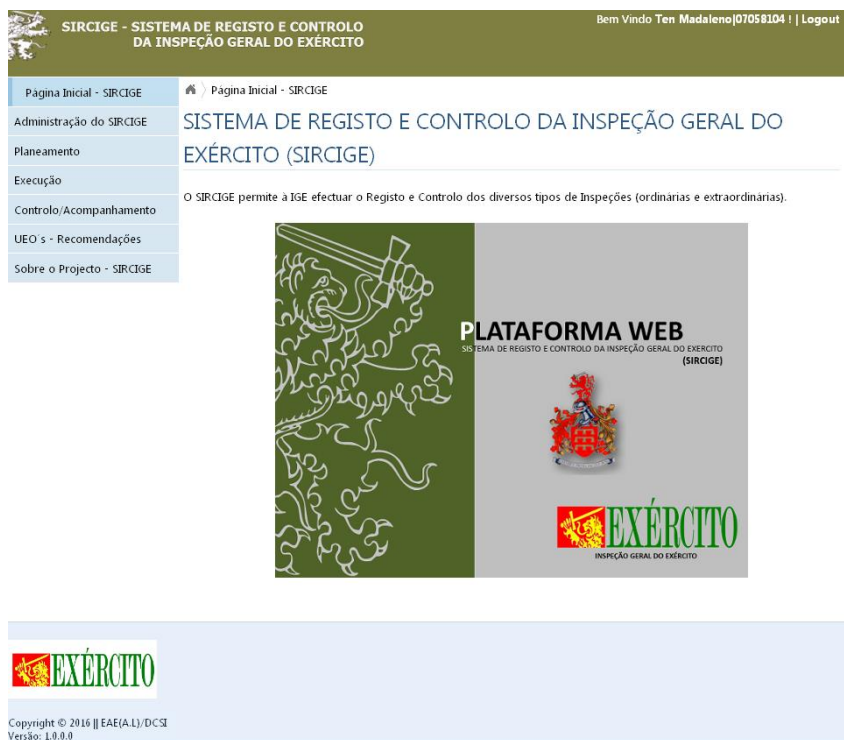 SIRCIGE - SISTEMA DE REGISTO E CONTROLO
DA INSPEÇÃO GERAL DO EXÉRCITO
Bem Vindo Ten Madaleno|07058104 ! | Logout
Página Inicial - SIRCIGE
Administração do SIRCIGE
Planeamento
Execução
Controlo/Acompanhamento
UEO´s - Recomendações
Sobre o Projecto - SIRCIGE
Página Inicial - SIRCIGE
SISTEMA DE REGISTO E CONTROLO DA INSPEÇÃO GERAL DO
EXÉRCITO (SIRCIGE)
O SIRCIGE permite à IGE efectuar o Registo e Controlo dos diversos tipos de Inspeções (ordinárias e extraordinárias).
PLATAFORMA WEB
SISTEMA DE REGISTO E CONTROLO DA INSPEÇÃO GERAL DO EXERCITO
(SIRCIGE)
EXÉRCITO
INSPEÇÃO GERAL DO EXÉRCITO
EXÉRCITO
Copyright © 2016 || EAE(A.L)/DCSI
Versão: 1.0.0.0